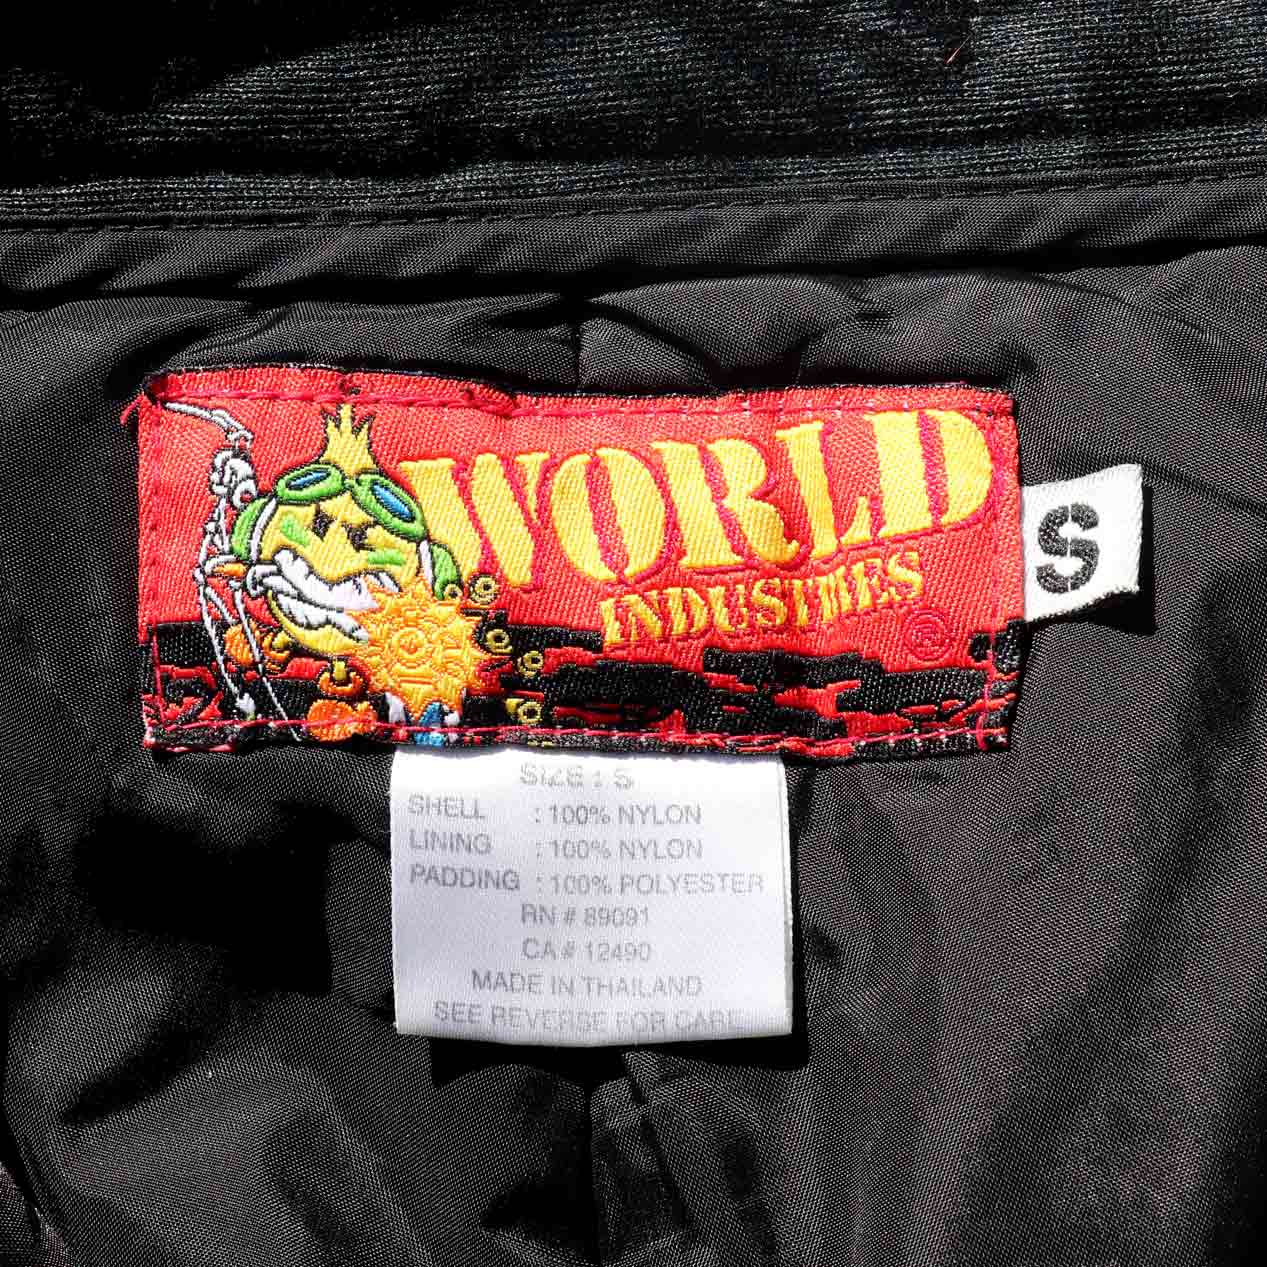 WORLD
INDUSTRIES
®
S
SIZE : S
SHELL : 100% NYLON
LINING : 100% NYLON
PADDING : 100% POLYESTER
RN # 89091
CA # 12490
MADE IN THAILAND
SEE REVERSE FOR CARE